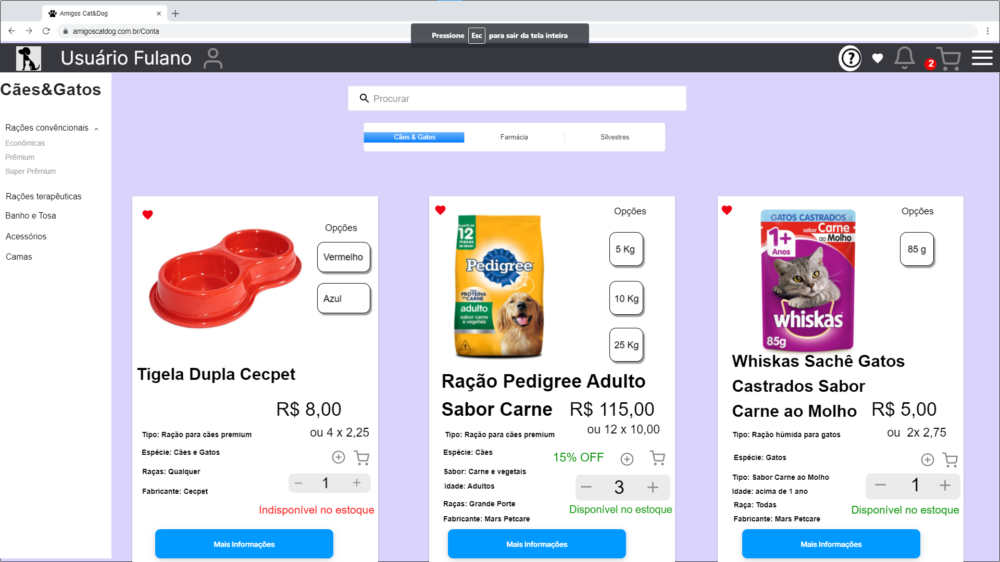 Amigos Cat&Dog
amigoscatdog.com.br/Conta
Pressione Esc para sair da tela inteira
Usuário Fulano
?
2
Cães&Gatos
Procurar
Cães & Gatos
Farmácia
Silvestres
Rações convêncionais
Econômicas
Prêmium
Super Prêmium
Rações terapêuticas
Banho e Tosa
Acessórios
Camas
Opções
Vermelho
Azul
Tigela Dupla Cecpet
R$ 8,00
ou 4 x 2,25
Tipo: Ração para cães premium
Espécie: Cães e Gatos
Raças: Qualquer
Fabricante: Cecpet
1
Indisponível no estoque
Mais Informações
Opções
5 Kg
10 Kg
25 Kg
A partir de
12
meses
de idade
Pedigree
COM
PROTEÍNA
DA CARNE
adulto
sabor carne
e vegetais
T
Ração Pedigree Adulto
Sabor Carne
R$ 115,00
ou 12 x 10,00
Tipo: Ração para cães premium
Espécie: Cães
15% OFF
Sabor: Carne e vegetais
Idade: Adultos
Raças: Grande Porte
Fabricante: Mars Petcare
3
Disponível no estoque
Mais Informações
Opções
85 g
GATOS CASTRADOS
sabor Carne
ao Molho
1+
Anos
whiskas
85g
Whiskas Sachê Gatos
Castrados Sabor
Carne ao Molho
R$ 5,00
ou 2x 2,75
Tipo: Ração húmida para gatos
Espécie: Gatos
Tipo: Sabor Carne ao Molho
Idade: acima de 1 ano
Raça: Todas
Fabricante: Mars Petcare
1
Disponível no estoque
Mais Informações